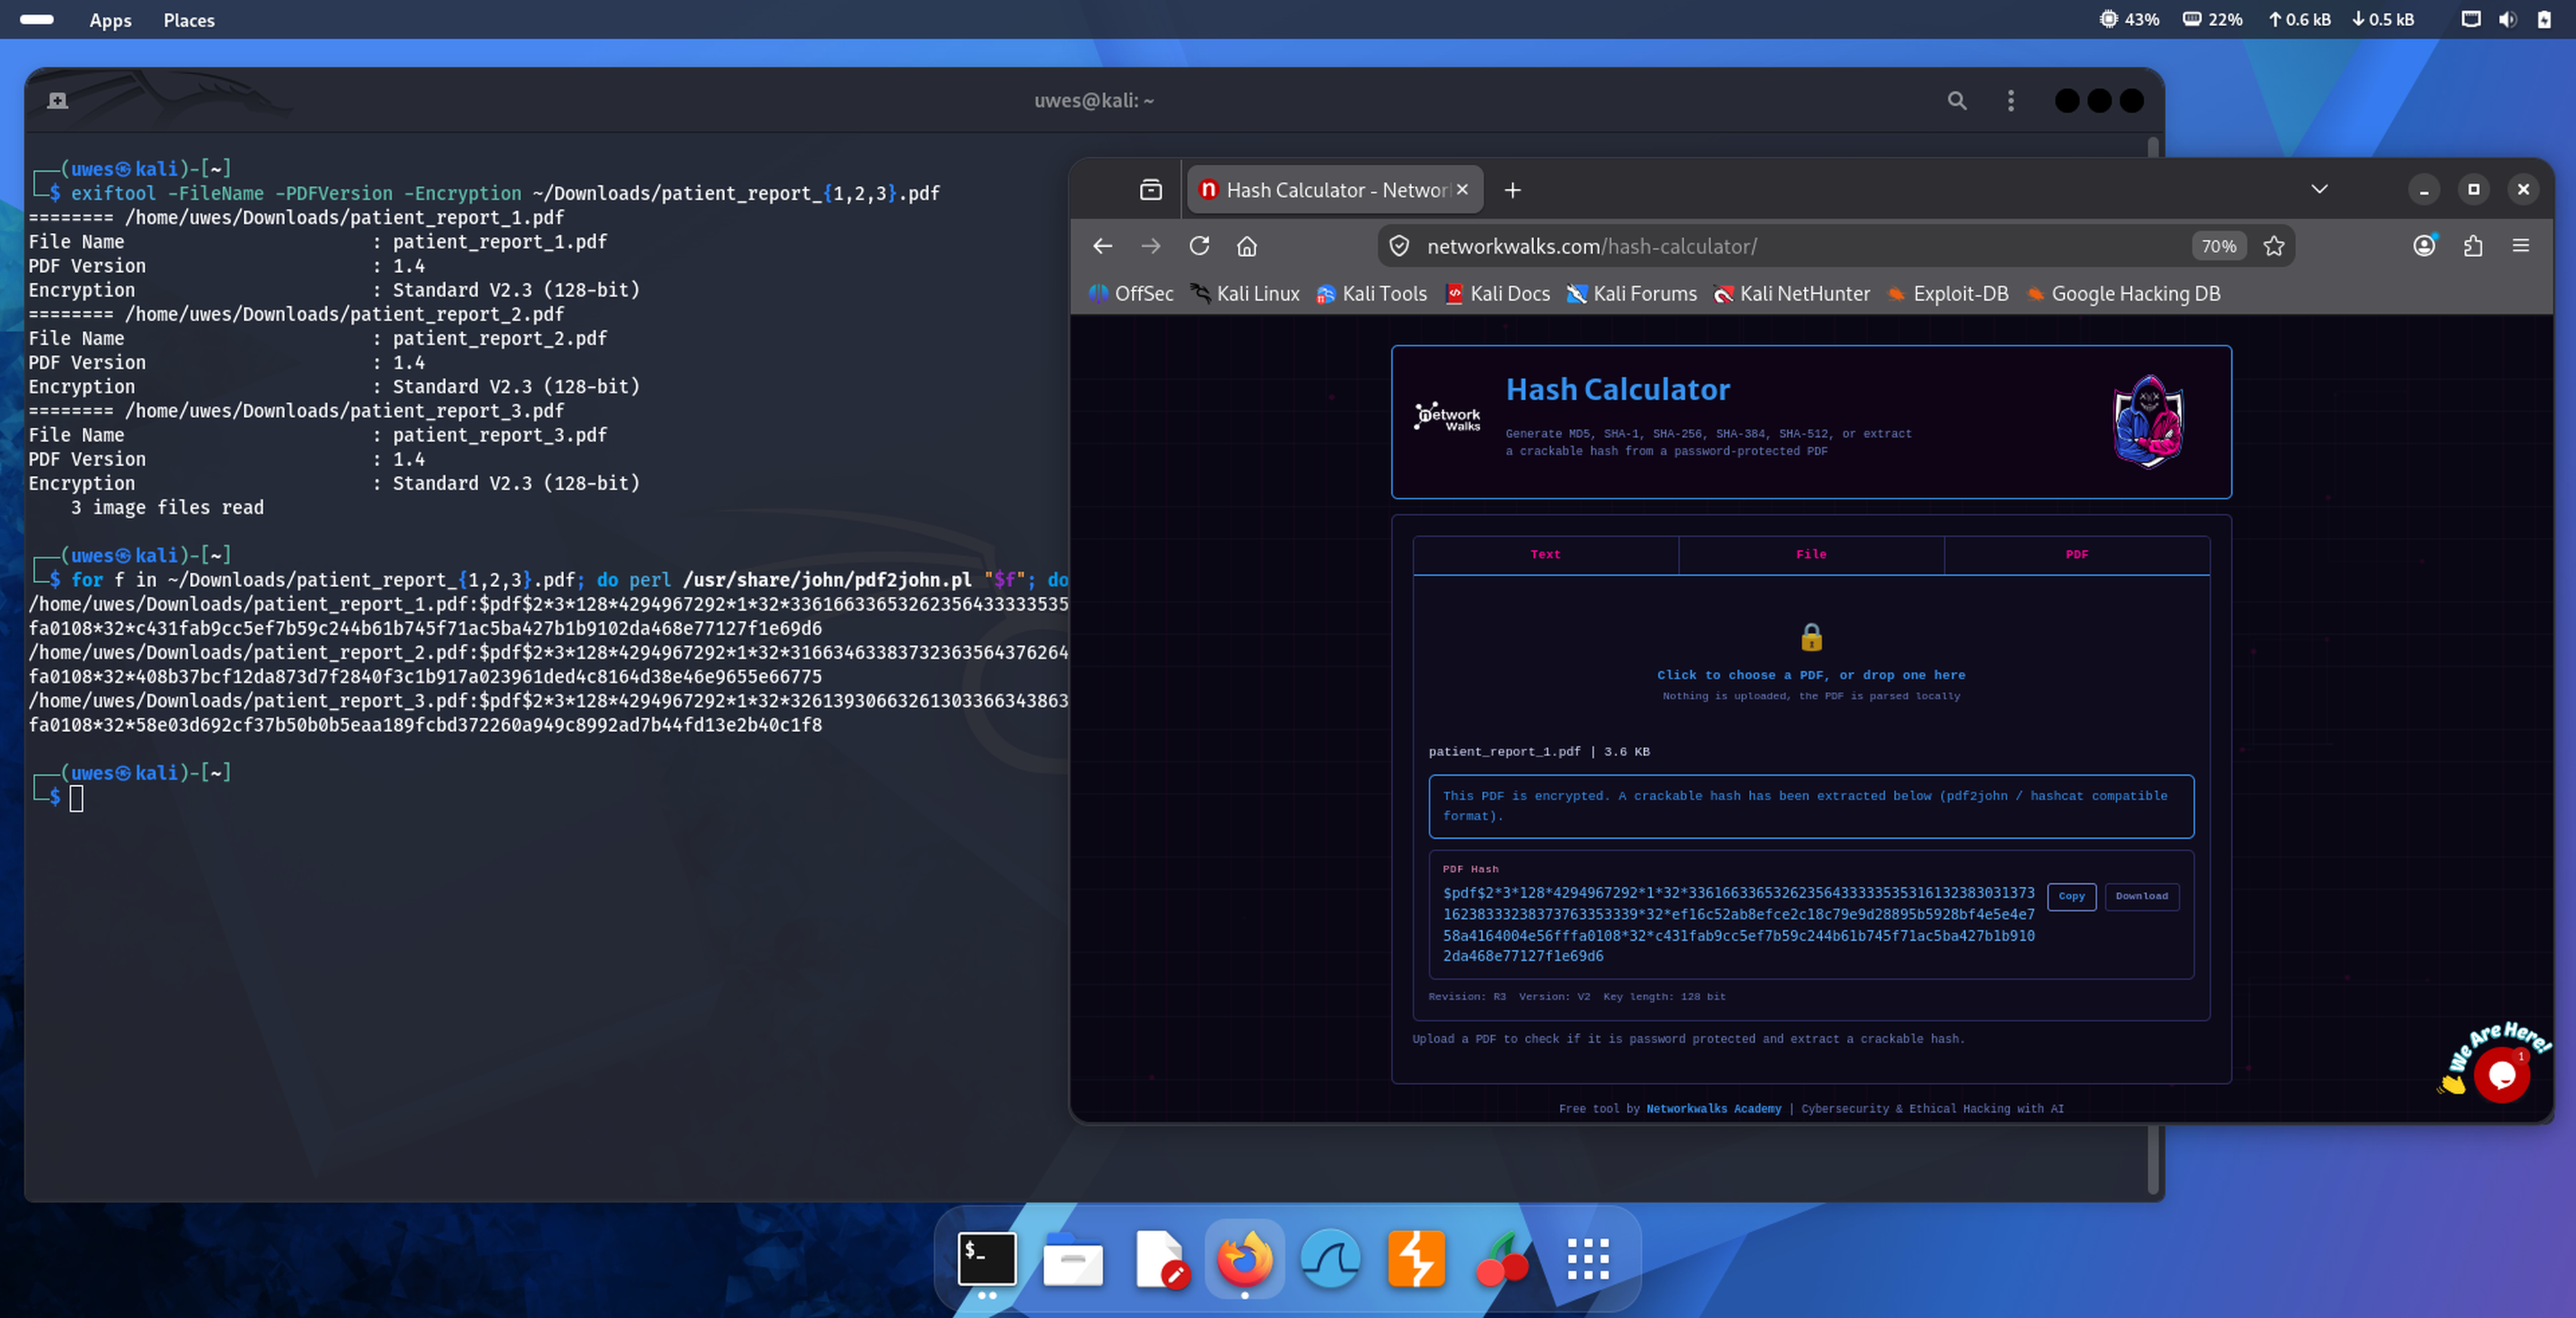 Apps Places 43% 22% ↑ 0.6 kB ↓ 0.5 kB
uwes@kali: ~
┌──(uwes㉿kali)-[~]
└─$ exiftool -FileName -PDFVersion -Encryption ~/Downloads/patient_report_{1,2,3}.pdf
======== /home/uwes/Downloads/patient_report_1.pdf
File Name : patient_report_1.pdf
PDF Version : 1.4
Encryption : Standard V2.3 (128-bit)
======== /home/uwes/Downloads/patient_report_2.pdf
File Name : patient_report_2.pdf
PDF Version : 1.4
Encryption : Standard V2.3 (128-bit)
======== /home/uwes/Downloads/patient_report_3.pdf
File Name : patient_report_3.pdf
PDF Version : 1.4
Encryption : Standard V2.3 (128-bit)
3 image files read
┌──(uwes㉿kali)-[~]
└─$ for f in ~/Downloads/patient_report_{1,2,3}.pdf; do perl /usr/share/john/pdf2john.pl "$f"; do
/home/uwes/Downloads/patient_report_1.pdf:$pdf$2*3*128*4294967292*1*32*33616633653262356433333535
fa0108*32*c431fab9cc5ef7b59c244b61b745f71ac5ba427b1b9102da468e77127f1e69d6
/home/uwes/Downloads/patient_report_2.pdf:$pdf$2*3*128*4294967292*1*32*31663463383732363564376264
fa0108*32*408b37bcf12da873d7f2840f3c1b917a023961ded4c8164d38e46e9655e66775
/home/uwes/Downloads/patient_report_3.pdf:$pdf$2*3*128*4294967292*1*32*32613930663261303366343863
fa0108*32*58e03d692cf37b50b0b5eaa189fcbd372260a949c8992ad7b44fd13e2b40c1f8
┌──(uwes㉿kali)-[~]
└─$
Hash Calculator - Networ
networkwalks.com/hash-calculator/ 70%
OffSec Kali Linux Kali Tools Kali Docs Kali Forums Kali NetHunter Exploit-DB Google Hacking DB
network
Walks
Hash Calculator
Generate MD5, SHA-1, SHA-256, SHA-384, SHA-512, or extract
a crackable hash from a password-protected PDF
Text File PDF
Click to choose a PDF, or drop one here
Nothing is uploaded, the PDF is parsed locally
patient_report_1.pdf | 3.6 KB
This PDF is encrypted. A crackable hash has been extracted below (pdf2john / hashcat compatible
format).
PDF Hash
$pdf$2*3*128*4294967292*1*32*33616633653262356433333535316132383031373
1623833323837376335333​9*32*ef16c52ab8efce2c18c79e9d28895b5928bf4e5e4e7
58a4164004e56fffa0108*32*c431fab9cc5ef7b59c244b61b745f71ac5ba427b1b910
2da468e77127f1e69d6
Copy Download
Revision: R3 Version: V2 Key length: 128 bit
Upload a PDF to check if it is password protected and extract a crackable hash.
We Are Here!
1
Free tool by Networkwalks Academy | Cybersecurity & Ethical Hacking with AI
$_